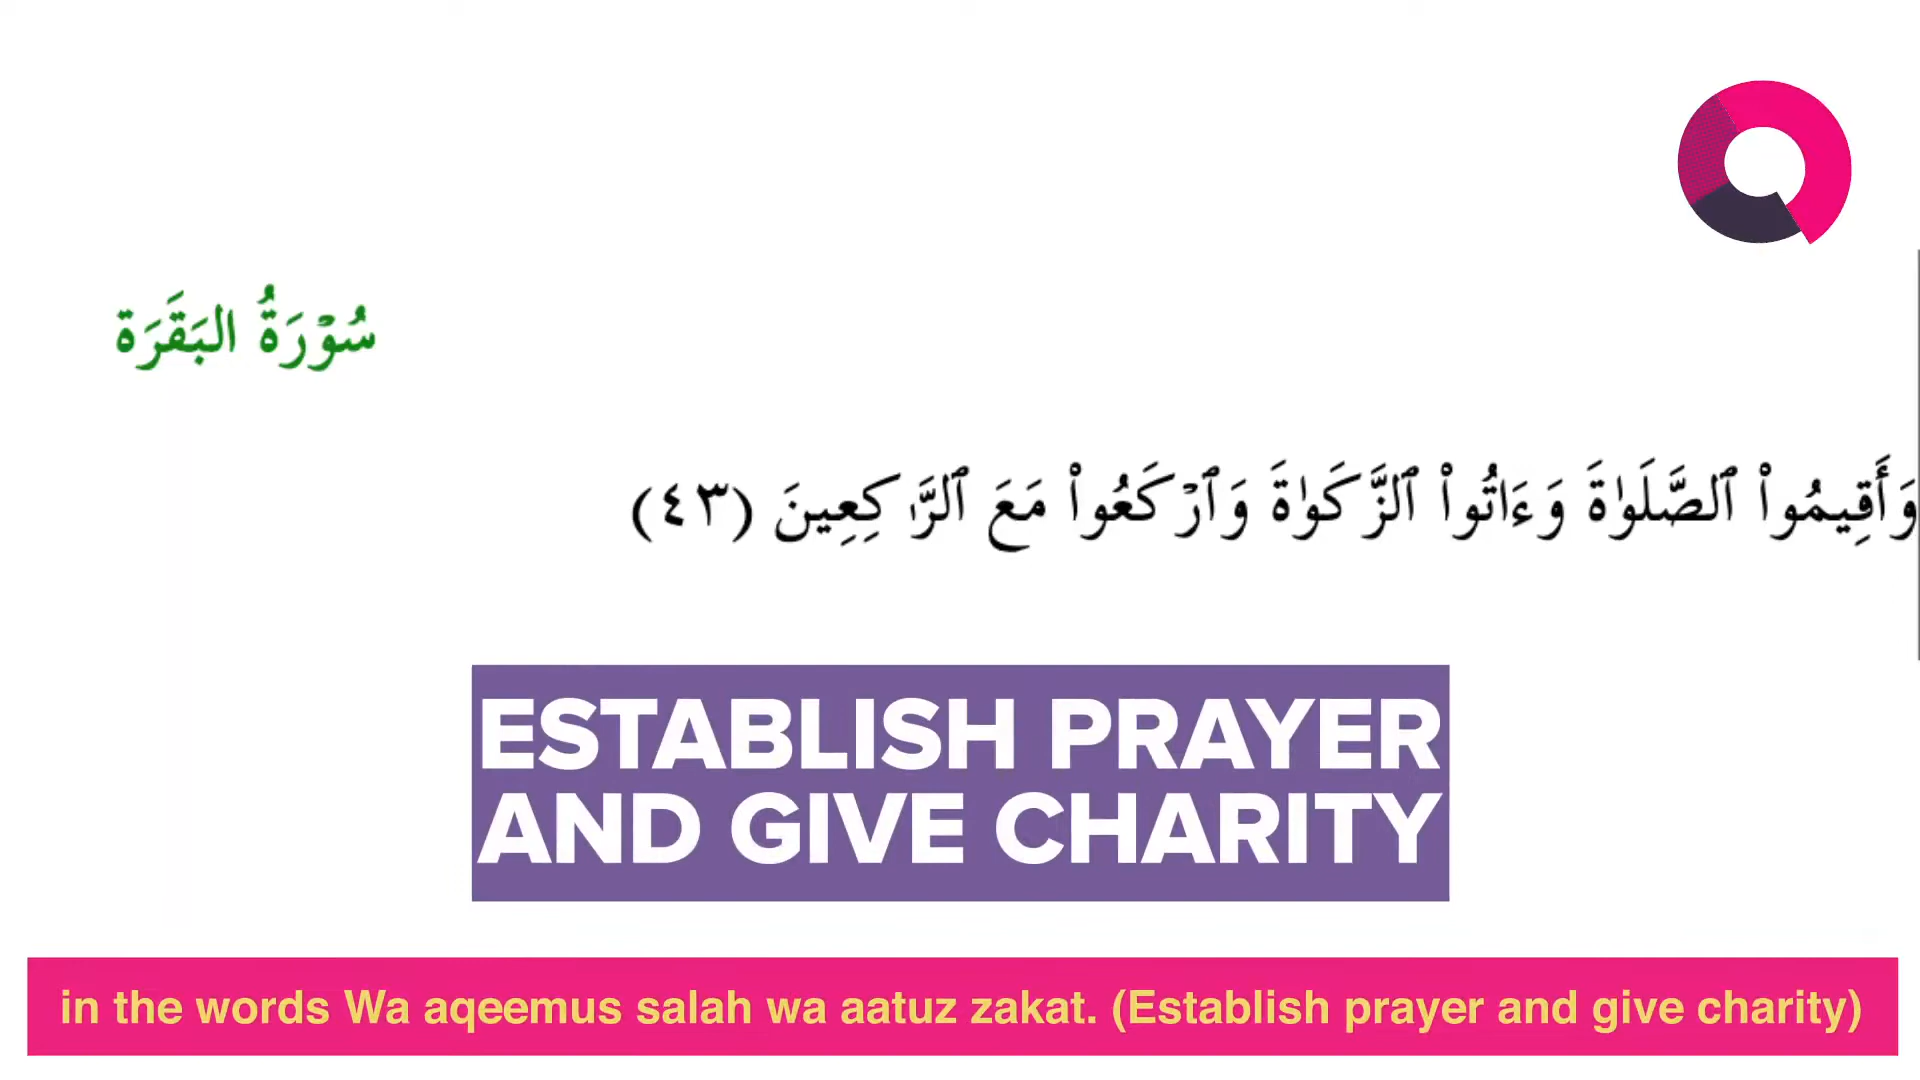 سُوۡرَةُ البَقَرَة
وَأَقِيمُواْ ٱلصَّلَوٰةَ وَءَاتُواْ ٱلزَّكَوٰةَ وَٱرۡكَعُواْ مَعَ ٱلرَّٲكِعِينَ (٤٣)
ESTABLISH PRAYER
AND GIVE CHARITY
in the words Wa aqeemus salah wa aatuz zakat. (Establish prayer and give charity)